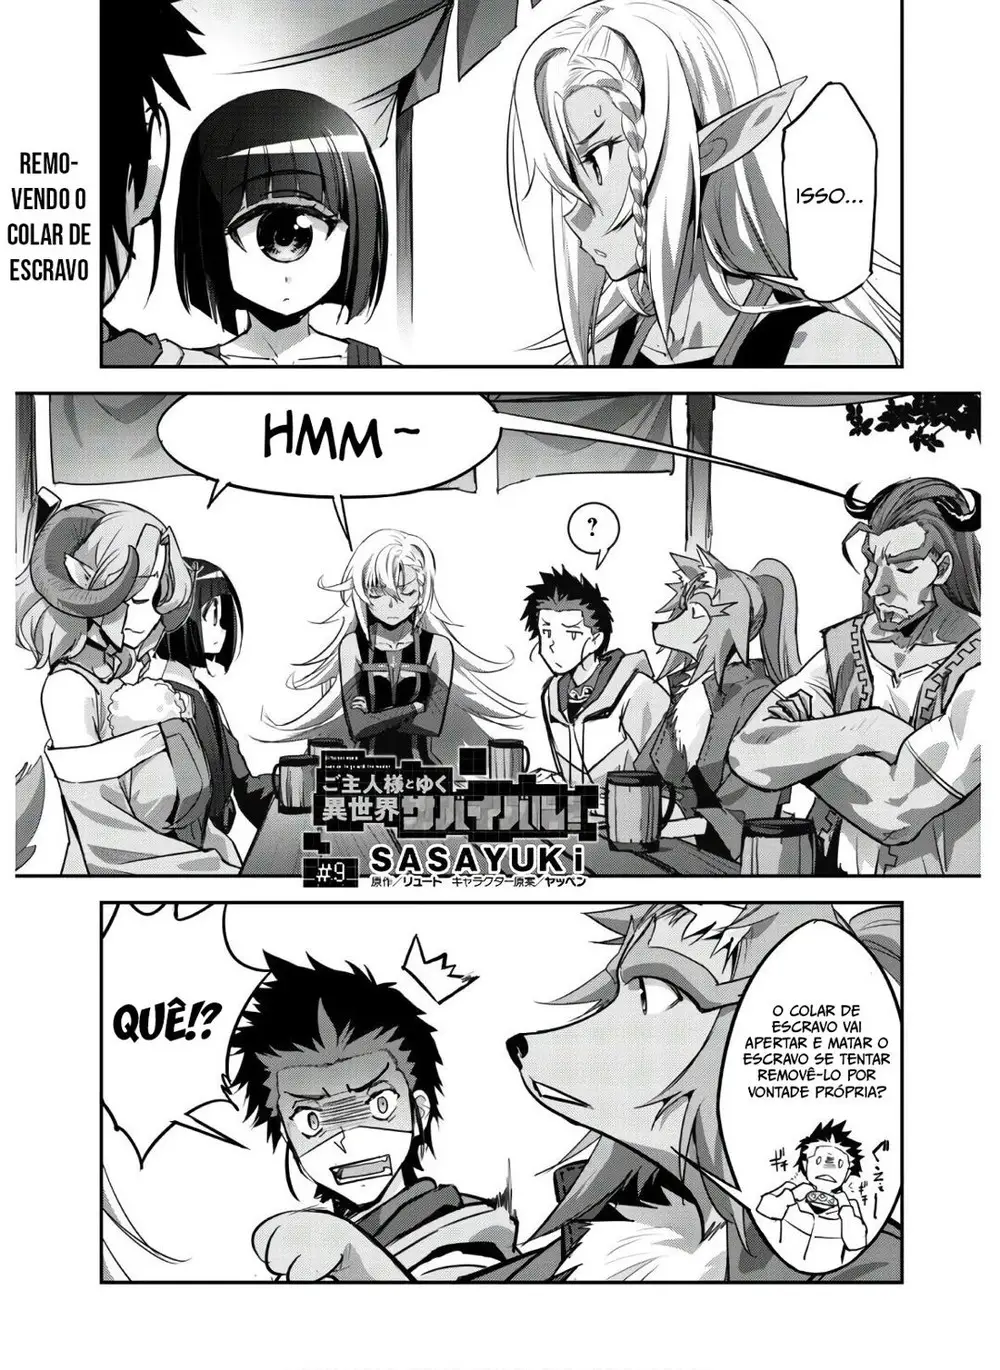 REMO-
VENDO O
COLAR DE
ESCRAVO
ISSO...
HMM~
?
ご主人様とゆく
異世界サバイバル!
#9
SASAYUKi
原作/リュート キャラクター原案/ヤッペン
QUÊ!?
O COLAR DE
ESCRAVO VAI
APERTAR E MATAR O
ESCRAVO SE TENTAR
REMOVÊ-LO POR
VONTADE PRÓPRIA?